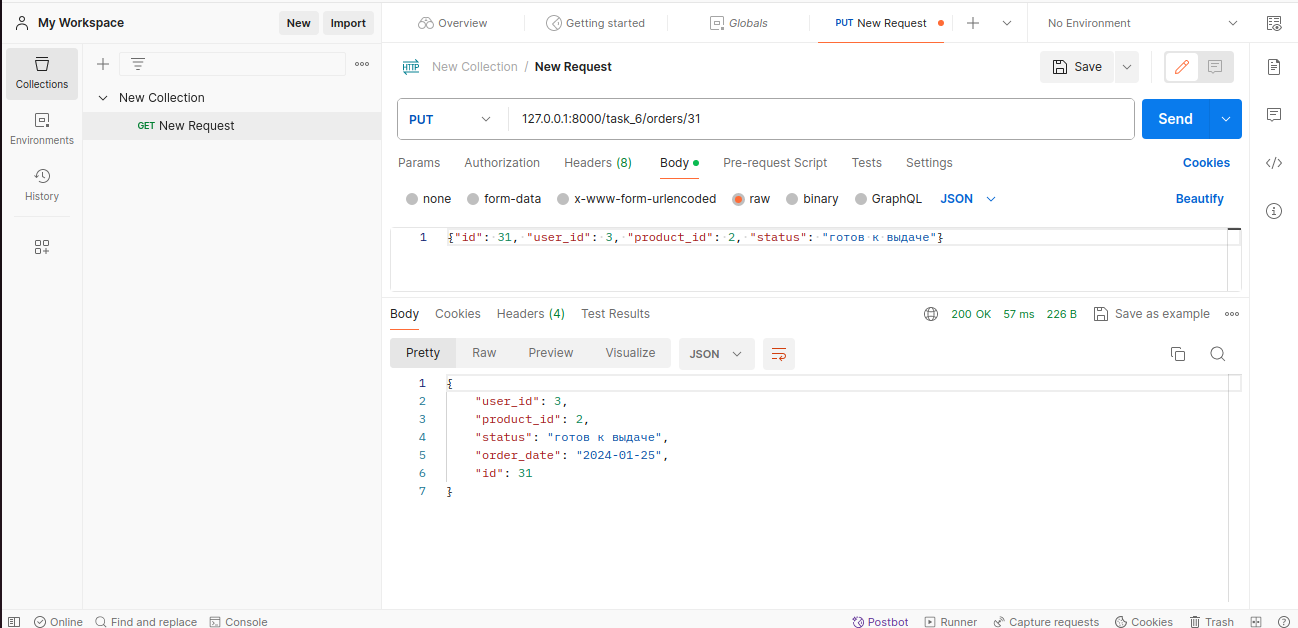 My Workspace New Import Overview Getting started Globals PUT New Request No Environment
Collections
Environments
History
New Collection
GET New Request
New Collection / New Request Save
PUT 127.0.0.1:8000/task_6/orders/31 Send
Params Authorization Headers (8) Body Pre-request Script Tests Settings Cookies
none form-data x-www-form-urlencoded raw binary GraphQL JSON Beautify
1 {"id": 31, "user_id": 3, "product_id": 2, "status": "готов к выдаче"}
Body Cookies Headers (4) Test Results 200 OK 57 ms 226 B Save as example
Pretty Raw Preview Visualize JSON
1 {
2 "user_id": 3,
3 "product_id": 2,
4 "status": "готов к выдаче",
5 "order_date": "2024-01-25",
6 "id": 31
7 }
Online Find and replace Console Postbot Runner Capture requests Cookies Trash